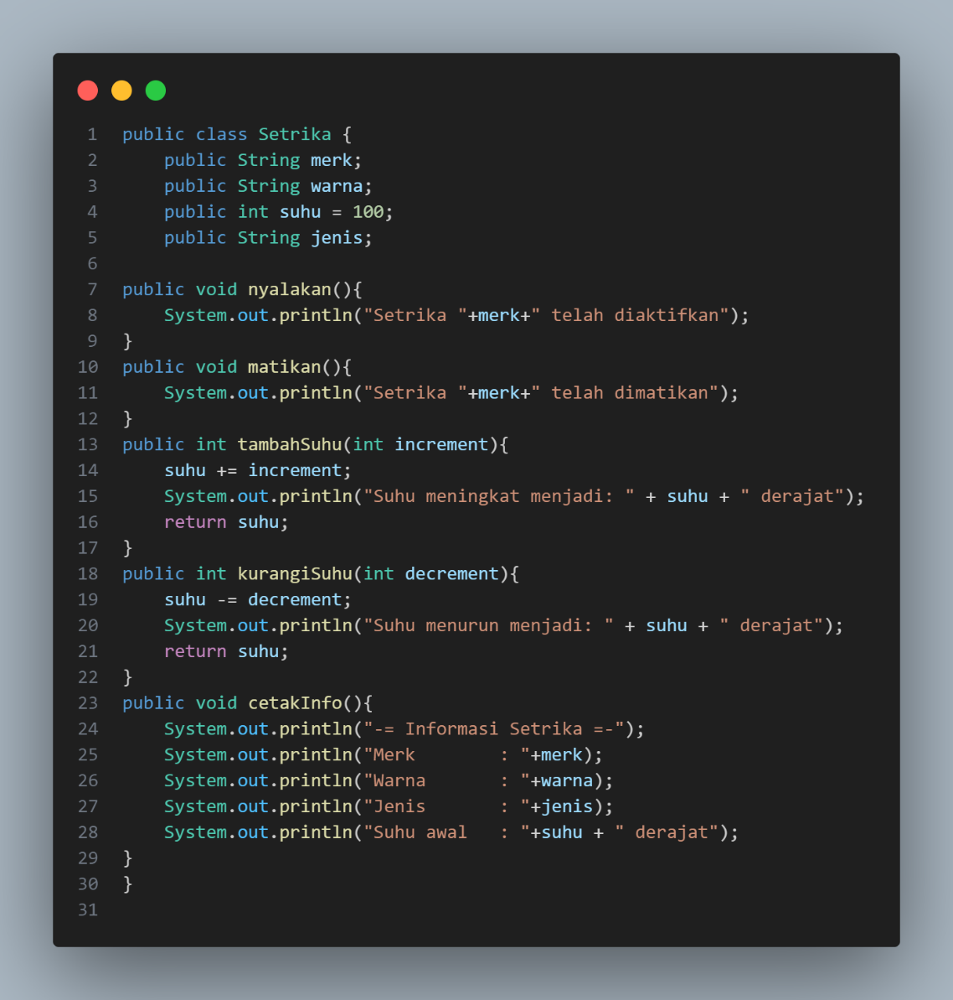 1 public class Setrika {
2     public String merk;
3     public String warna;
4     public int suhu = 100;
5     public String jenis;
6
7 public void nyalakan(){
8     System.out.println("Setrika "+merk+" telah diaktifkan");
9 }
10 public void matikan(){
11     System.out.println("Setrika "+merk+" telah dimatikan");
12 }
13 public int tambahSuhu(int increment){
14     suhu += increment;
15     System.out.println("Suhu meningkat menjadi: " + suhu + " derajat");
16     return suhu;
17 }
18 public int kurangiSuhu(int decrement){
19     suhu -= decrement;
20     System.out.println("Suhu menurun menjadi: " + suhu + " derajat");
21     return suhu;
22 }
23 public void cetakInfo(){
24     System.out.println("-= Informasi Setrika =-");
25     System.out.println("Merk        : "+merk);
26     System.out.println("Warna       : "+warna);
27     System.out.println("Jenis       : "+jenis);
28     System.out.println("Suhu awal   : "+suhu + " derajat");
29 }
30 }
31